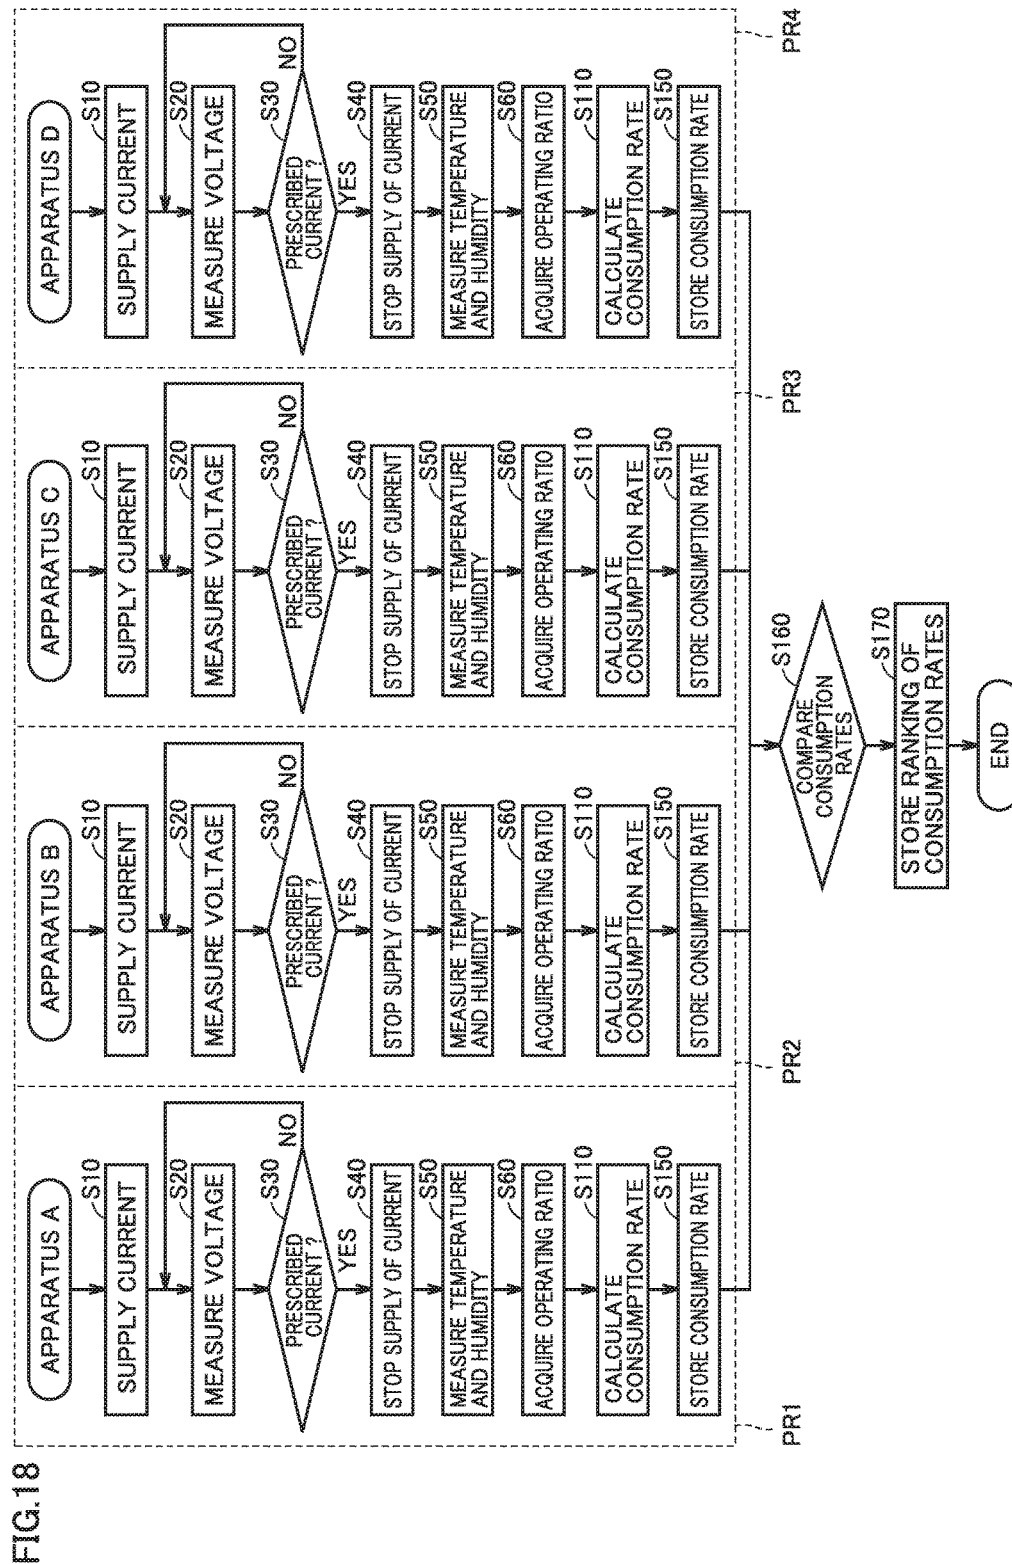 FIG.18
APPARATUS A
S10
SUPPLY CURRENT
S20
MEASURE VOLTAGE
S30
PRESCRIBED
CURRENT ?
NO
YES
S40
STOP SUPPLY OF CURRENT
S50
MEASURE TEMPERATURE
AND HUMIDITY
S60
ACQUIRE OPERATING RATIO
S110
CALCULATE
CONSUMPTION RATE
S150
STORE CONSUMPTION RATE
PR1
APPARATUS B
S10
SUPPLY CURRENT
S20
MEASURE VOLTAGE
S30
PRESCRIBED
CURRENT ?
NO
YES
S40
STOP SUPPLY OF CURRENT
S50
MEASURE TEMPERATURE
AND HUMIDITY
S60
ACQUIRE OPERATING RATIO
S110
CALCULATE
CONSUMPTION RATE
S150
STORE CONSUMPTION RATE
PR2
APPARATUS C
S10
SUPPLY CURRENT
S20
MEASURE VOLTAGE
S30
PRESCRIBED
CURRENT ?
NO
YES
S40
STOP SUPPLY OF CURRENT
S50
MEASURE TEMPERATURE
AND HUMIDITY
S60
ACQUIRE OPERATING RATIO
S110
CALCULATE
CONSUMPTION RATE
S150
STORE CONSUMPTION RATE
PR3
APPARATUS D
S10
SUPPLY CURRENT
S20
MEASURE VOLTAGE
S30
PRESCRIBED
CURRENT ?
NO
YES
S40
STOP SUPPLY OF CURRENT
S50
MEASURE TEMPERATURE
AND HUMIDITY
S60
ACQUIRE OPERATING RATIO
S110
CALCULATE
CONSUMPTION RATE
S150
STORE CONSUMPTION RATE
PR4
S160
COMPARE
CONSUMPTION
RATES
S170
STORE RANKING OF
CONSUMPTION RATES
END